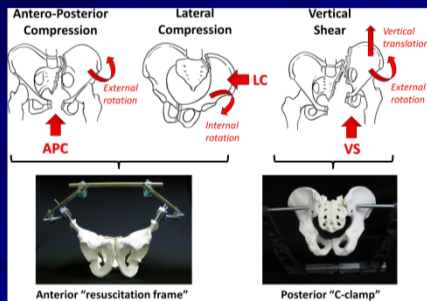 Antero-Posterior
Compression
Lateral
Compression
Vertical
Shear
Vertical
translation
External
rotation
LC
Internal
rotation
External
rotation
APC
VS
Anterior "resuscitation frame"
Posterior "C-clamp"